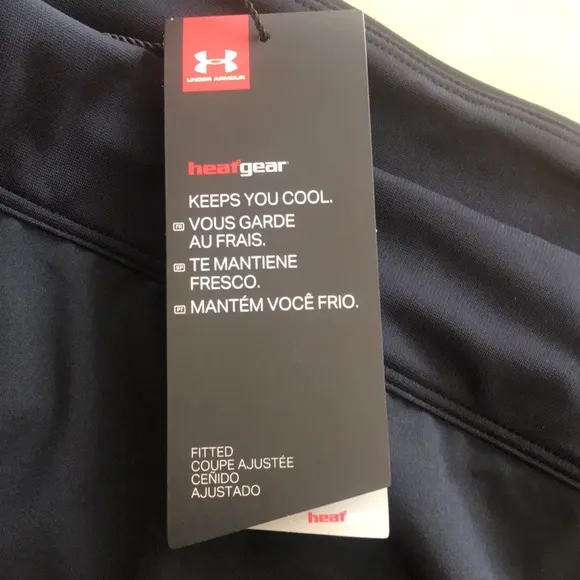 UNDER ARMOUR
heatgear
KEEPS YOU COOL.
FR VOUS GARDE
AU FRAIS.
SP TE MANTIENE
FRESCO.
PT MANTÉM VOCÊ FRIO.
FITTED
COUPE AJUSTÉE
CEÑIDO
AJUSTADO
heat